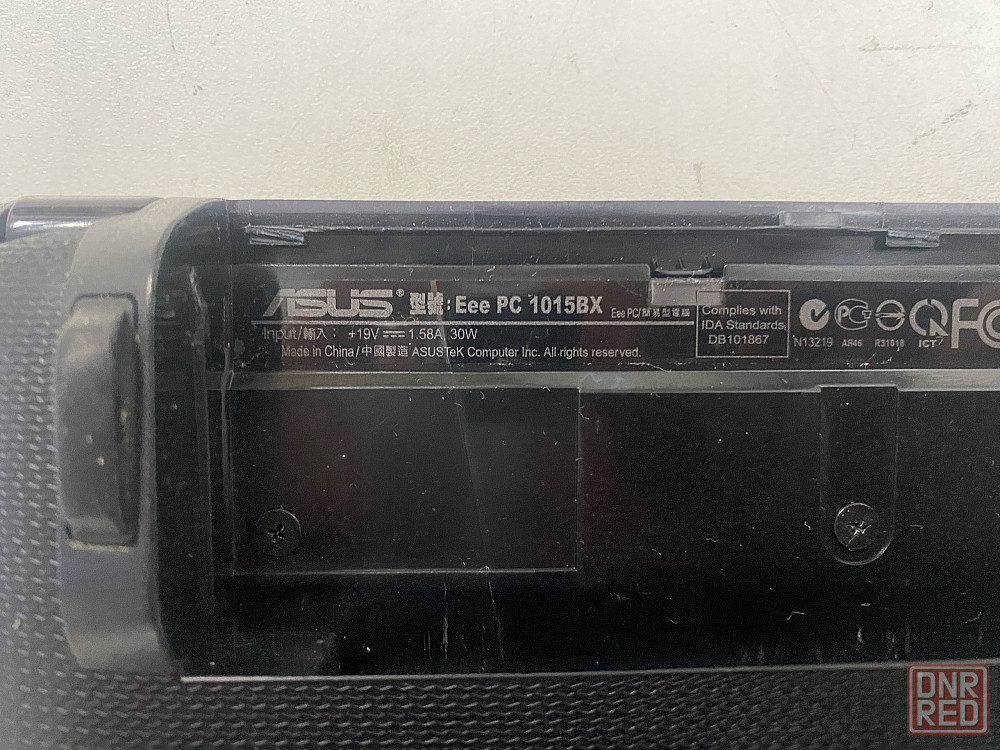 ASUS® 型號: Eee PC 1015BX Eee PC/簡易型電腦
Input/輸入: +19V⎓1.58A, 30W
Made in China/中國製造 ASUSTeK Computer Inc. All rights reserved.
Complies with
IDA Standards
DB101867
N13219
PCT
AR46
R31018
ICT
FC
DNR
RED